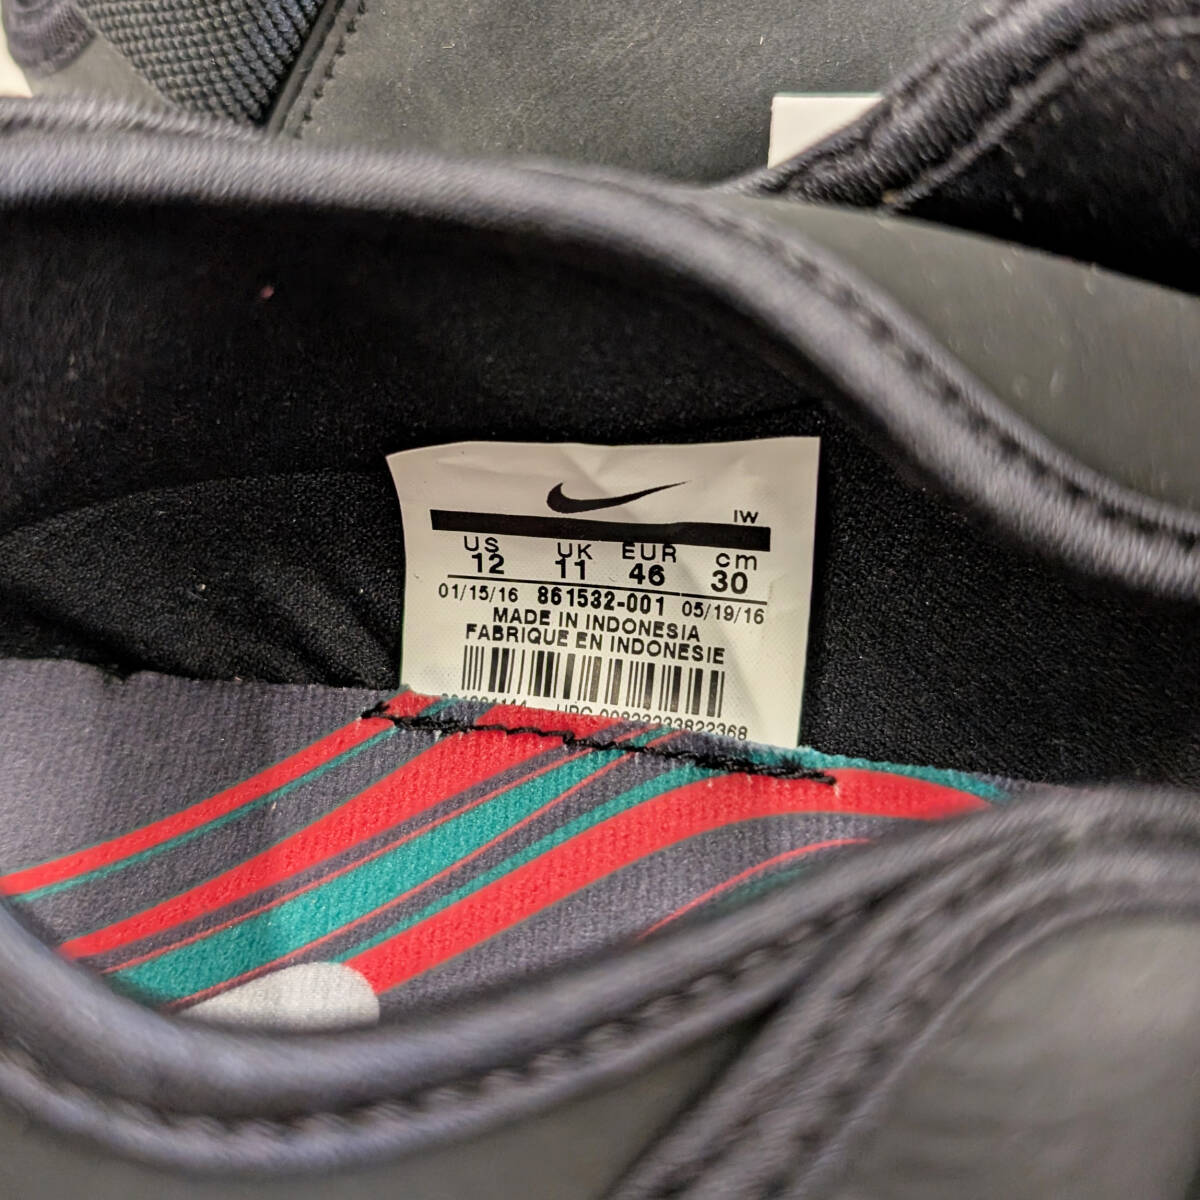 IW
US UK EUR cm
12 11 46 30
01/15/16 861532-001 05/19/16
MADE IN INDONESIA
FABRIQUE EN INDONESIE
UPC